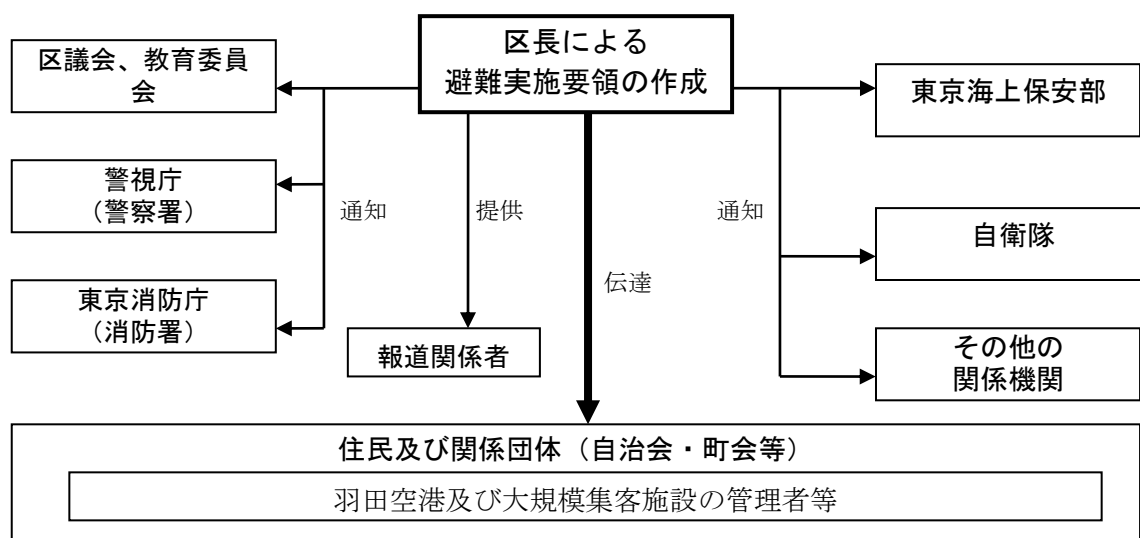 区長による
避難実施要領の作成
区議会、教育委員
会
東京海上保安部
警視庁
（警察署）
通知
提供
通知
自衛隊
伝達
東京消防庁
（消防署）
報道関係者
その他の
関係機関
住民及び関係団体（自治会・町会等）
羽田空港及び大規模集客施設の管理者等